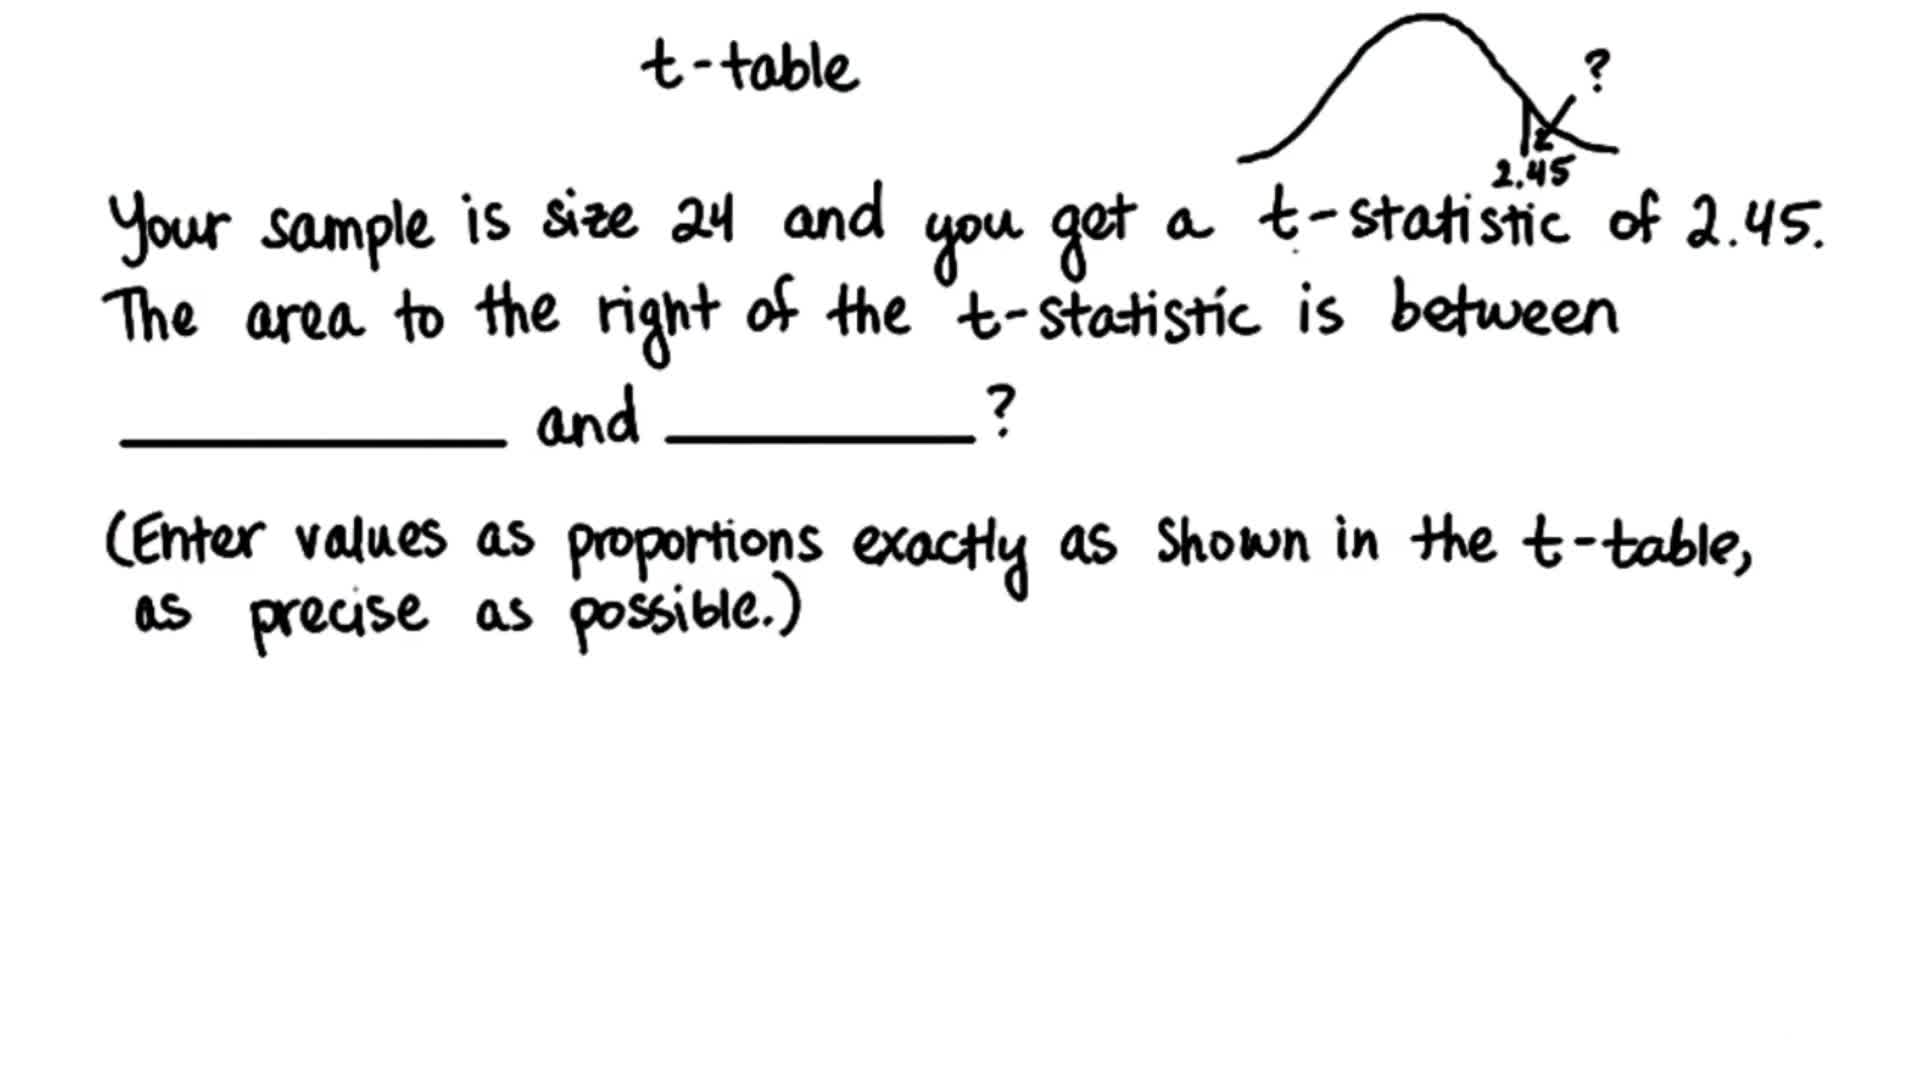 t-table
?
2.45
Your sample is size 24 and you get a t-statistic of 2.45.
The area to the right of the t-statistic is between
__________ and __________?
(Enter values as proportions exactly as shown in the t-table,
as precise as possible.)